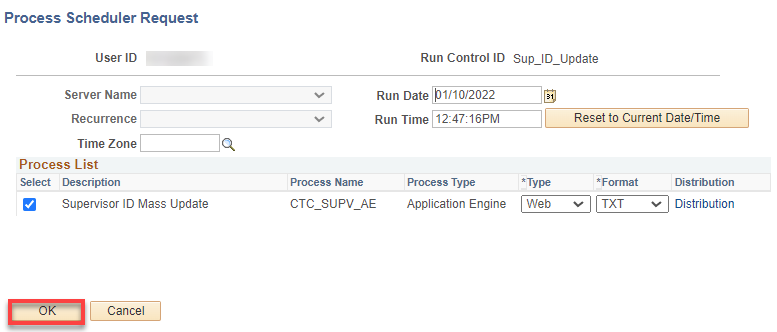 Process Scheduler Request
User ID Run Control ID Sup_ID_Update
Server Name Run Date 01/10/2022 31
Recurrence Run Time 12:47:16PM Reset to Current Date/Time
Time Zone
Process List
Select Description Process Name Process Type *Type *Format Distribution
Supervisor ID Mass Update CTC_SUPV_AE Application Engine Web TXT Distribution
OK Cancel